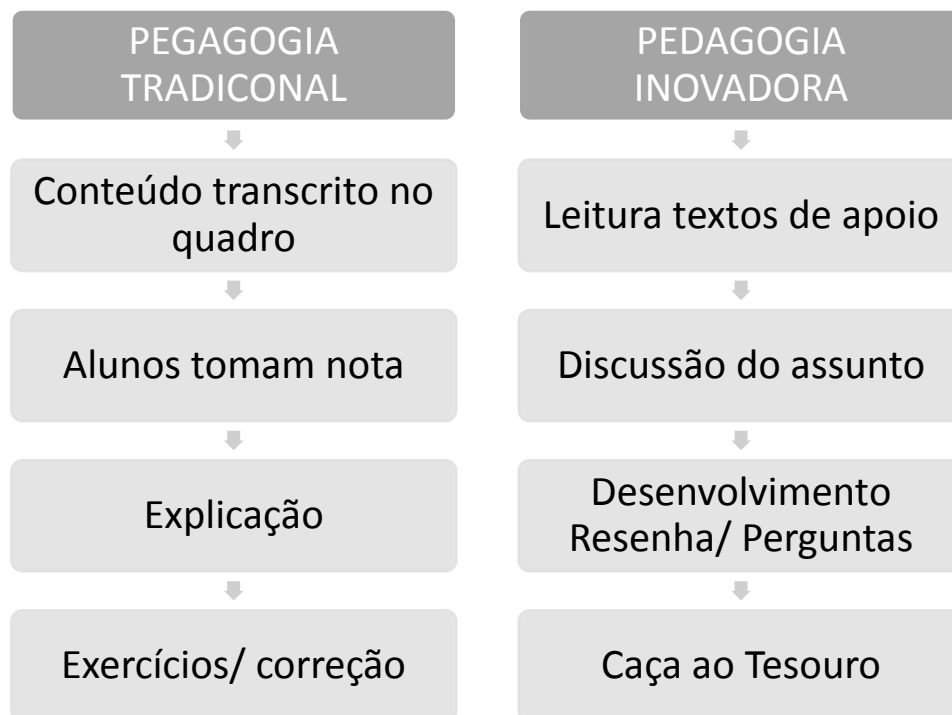 PEGAGOGIA
TRADICONAL
Conteúdo transcrito no
quadro
Alunos tomam nota
Explicação
Exercícios/ correção
PEDAGOGIA
INOVADORA
Leitura textos de apoio
Discussão do assunto
Desenvolvimento
Resenha/ Perguntas
Caça ao Tesouro